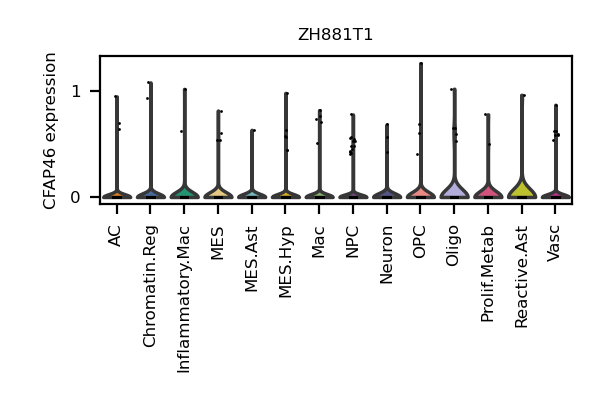 ZH881T1
CFAP46 expression
1
0
AC
Chromatin.Reg
Inflammatory.Mac
MES
MES.Ast
MES.Hyp
Mac
NPC
Neuron
OPC
Oligo
Prolif.Metab
Reactive.Ast
Vasc